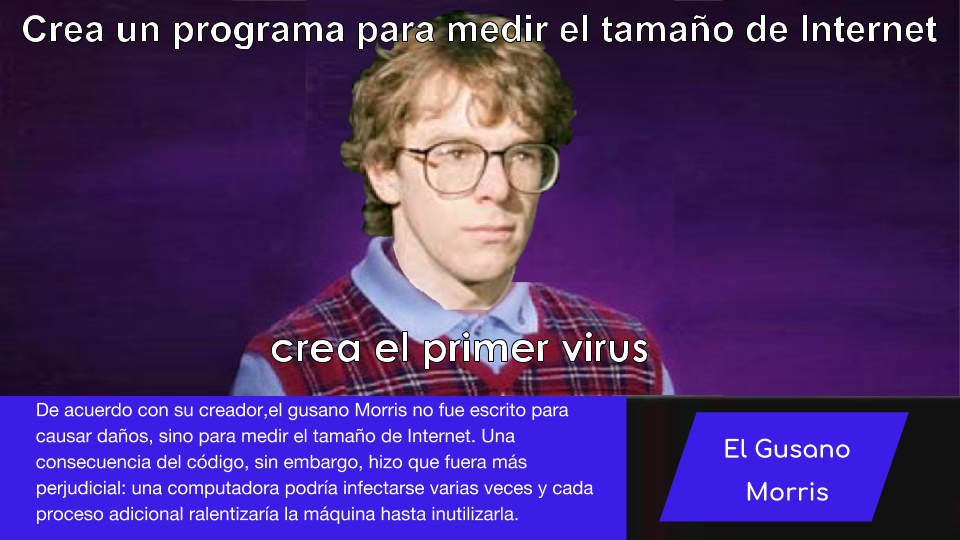 Crea un programa para medir el tamaño de Internet
crea el primer virus
De acuerdo con su creador,el gusano Morris no fue escrito para
causar daños, sino para medir el tamaño de Internet. Una
consecuencia del código, sin embargo, hizo que fuera más
perjudicial: una computadora podría infectarse varias veces y cada
proceso adicional ralentizaría la máquina hasta inutilizarla.
El Gusano
Morris